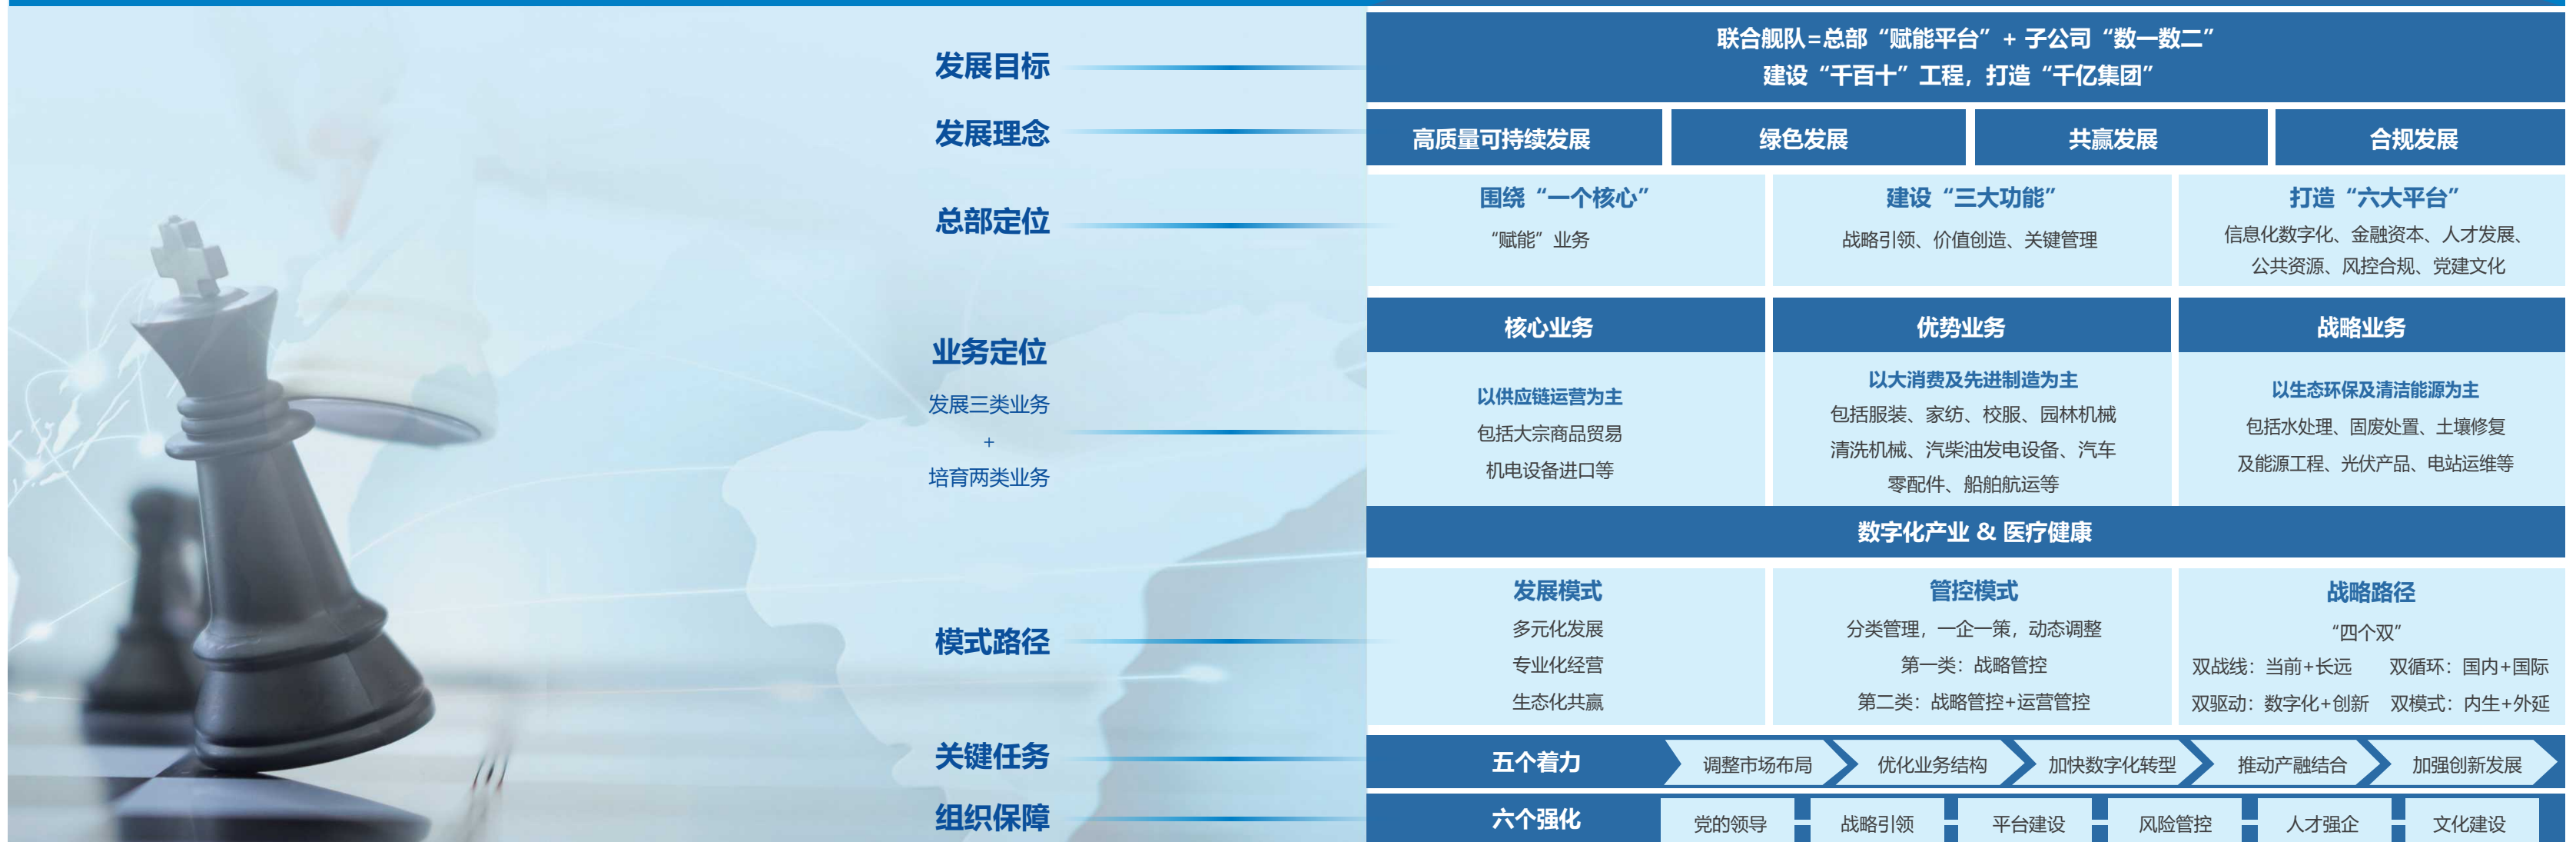 发展目标
联合舰队=总部“赋能平台”+ 子公司“数一数二”
建设“千百十”工程，打造“千亿集团”
发展理念
高质量可持续发展
绿色发展
共赢发展
合规发展
总部定位
围绕“一个核心”
“赋能”业务
建设“三大功能”
战略引领、价值创造、关键管理
打造“六大平台”
信息化数字化、金融资本、人才发展、
公共资源、风控合规、党建文化
业务定位
发展三类业务
+
培育两类业务
核心业务
以供应链运营为主
包括大宗商品贸易
机电设备进口等
优势业务
以大消费及先进制造为主
包括服装、家纺、校服、园林机械
清洗机械、汽柴油发电设备、汽车
零配件、船舶航运等
战略业务
以生态环保及清洁能源为主
包括水处理、固废处置、土壤修复
及能源工程、光伏产品、电站运维等
数字化产业 & 医疗健康
模式路径
发展模式
多元化发展
专业化经营
生态化共赢
管控模式
分类管理，一企一策，动态调整
第一类：战略管控
第二类：战略管控+运营管控
战略路径
“四个双”
双战线：当前+长远 双循环：国内+国际
双驱动：数字化+创新 双模式：内生+外延
关键任务
五个着力
调整市场布局
优化业务结构
加快数字化转型
推动产融结合
加强创新发展
组织保障
六个强化
党的领导
战略引领
平台建设
风险管控
人才强企
文化建设